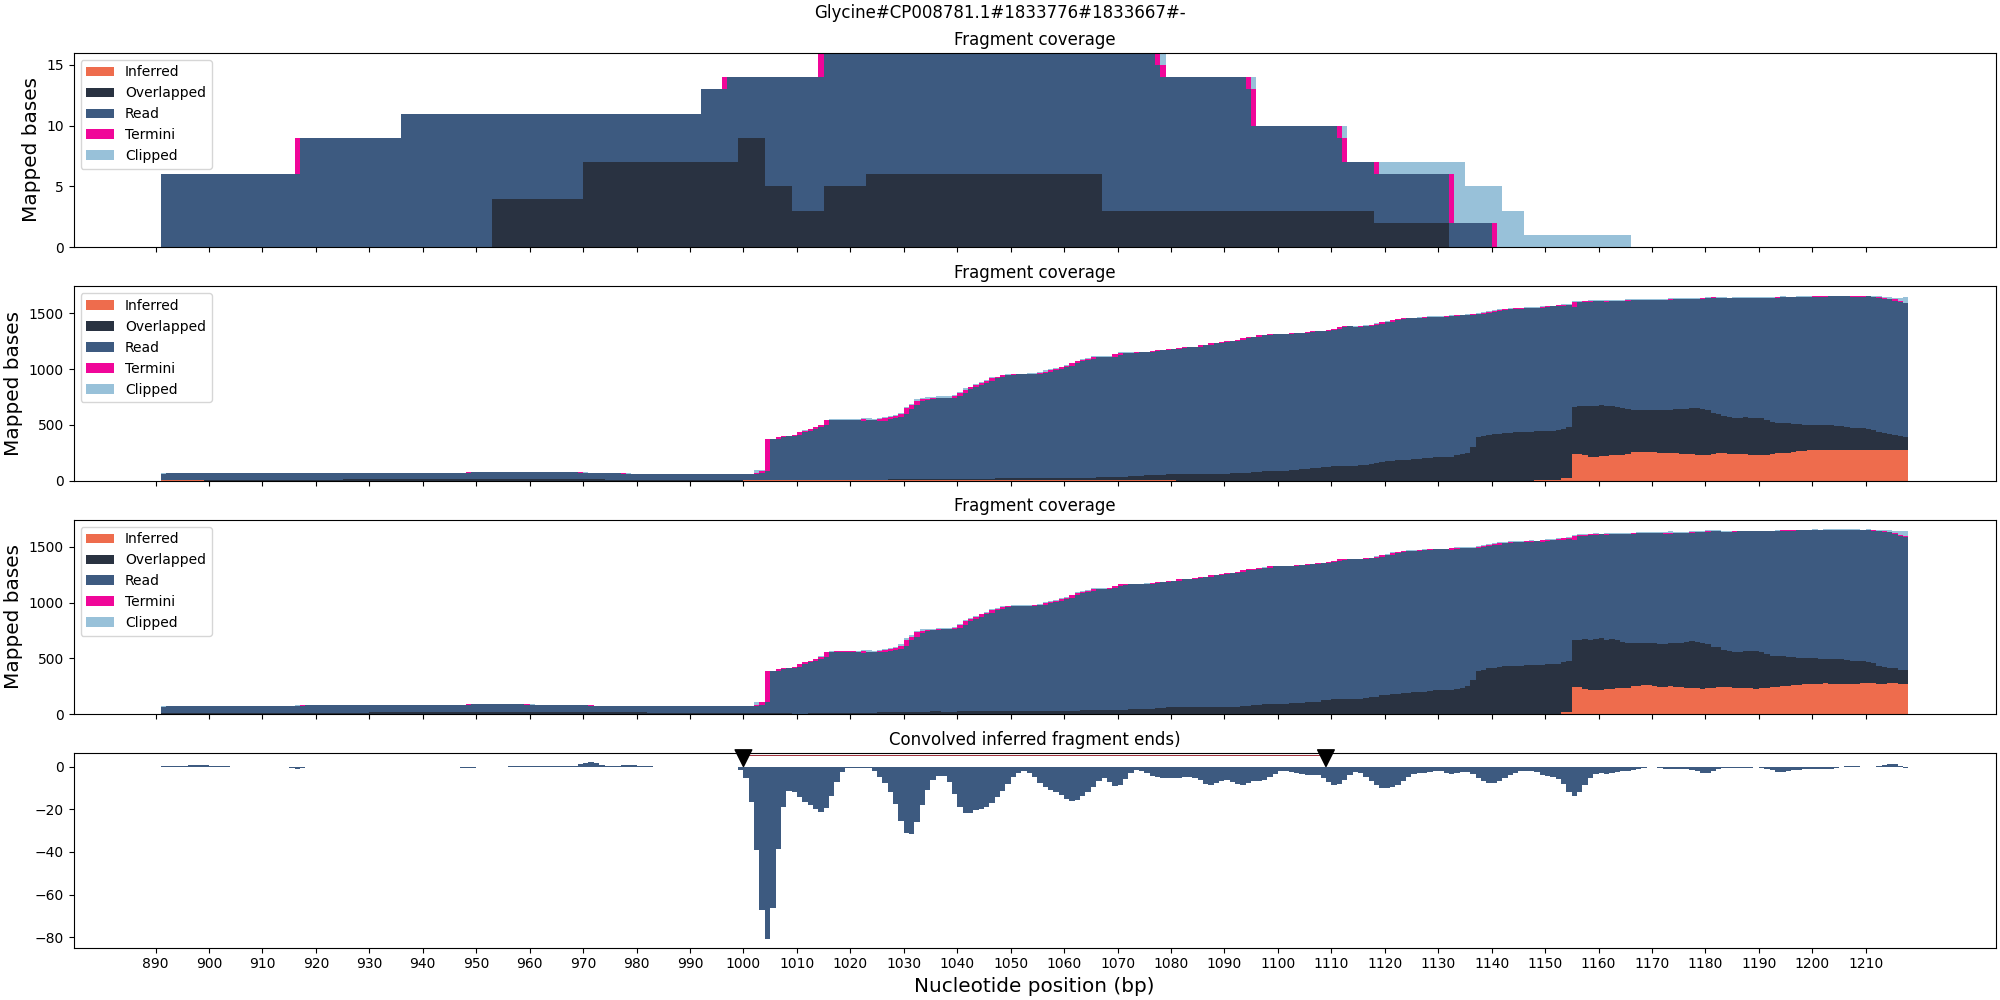 Glycine#CP008781.1#1833776#1833667#-
Fragment coverage
Mapped bases
15
10
5
0
Inferred
Overlapped
Read
Termini
Clipped
Fragment coverage
Mapped bases
1500
1000
500
0
Inferred
Overlapped
Read
Termini
Clipped
Fragment coverage
Mapped bases
1500
1000
500
0
Inferred
Overlapped
Read
Termini
Clipped
Convolved inferred fragment ends)
0
−20
−40
−60
−80
890 900 910 920 930 940 950 960 970 980 990 1000 1010 1020 1030 1040 1050 1060 1070 1080 1090 1100 1110 1120 1130 1140 1150 1160 1170 1180 1190 1200 1210
Nucleotide position (bp)